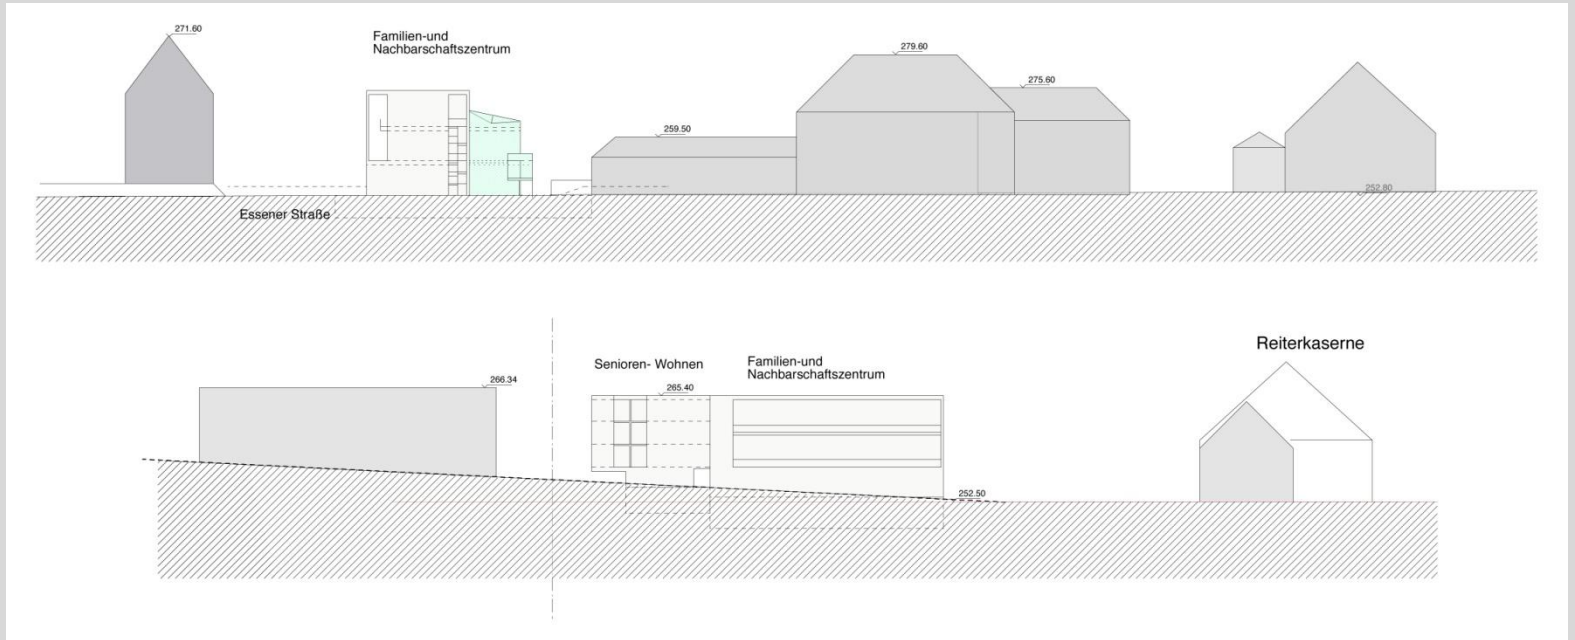 271.60
Familien-und
Nachbarschaftszentrum
279.60
275.60
259.50
252.80
Essener Straße
Reiterkaserne
Senioren- Wohnen
Familien-und
Nachbarschaftszentrum
266.34
265.40
252.50